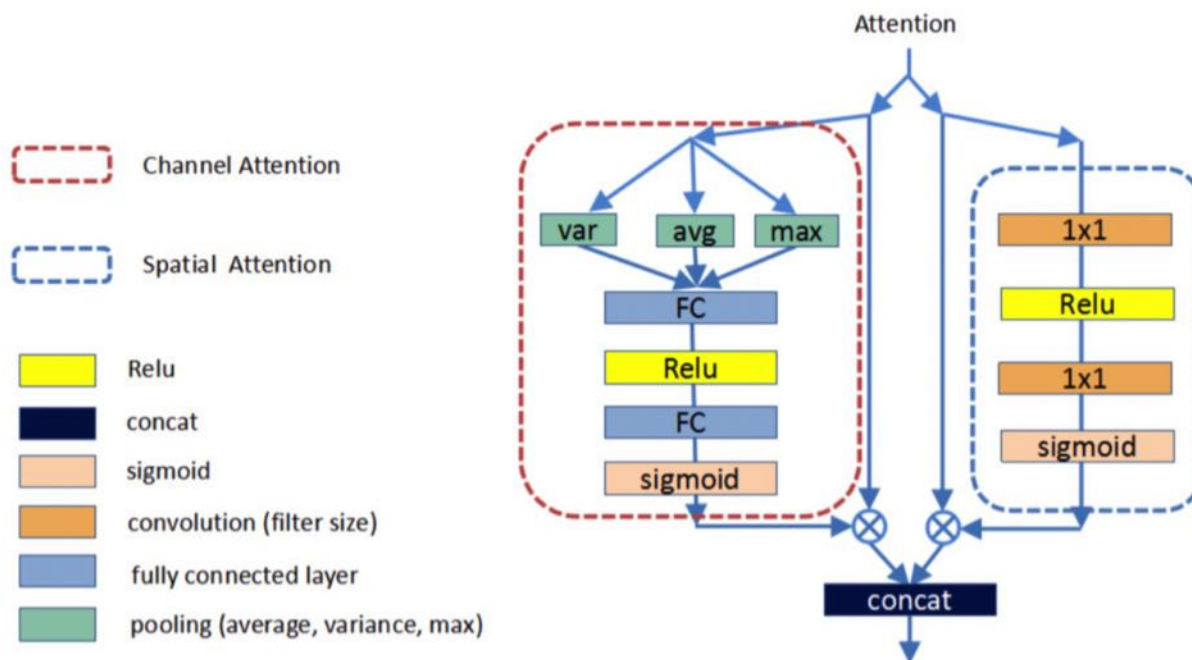 Attention
Channel Attention
Spatial Attention
Relu
concat
sigmoid
convolution (filter size)
fully connected layer
pooling (average, variance, max)
var
avg
max
FC
Relu
FC
sigmoid
1x1
Relu
1x1
sigmoid
concat